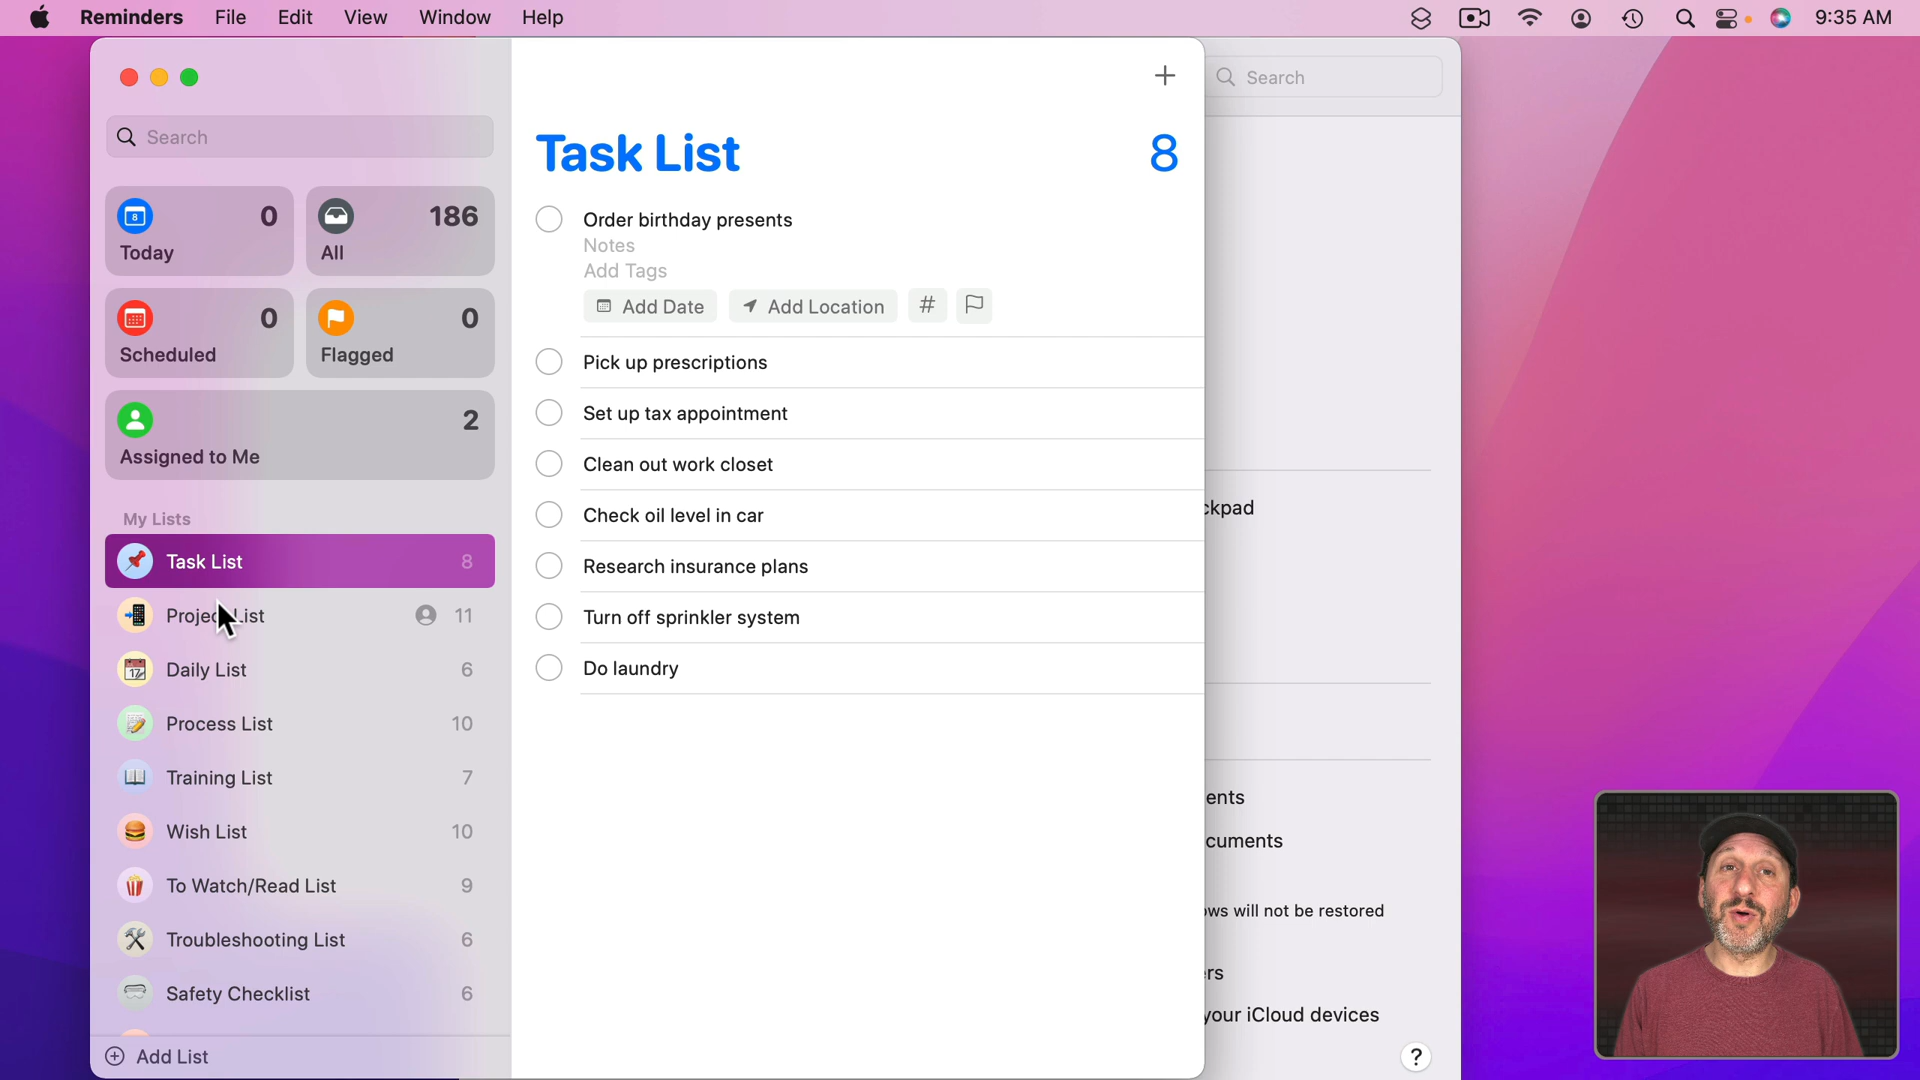 Reminders File Edit View Window Help 9:35 AM
Search
8 0
Today
186
All
0
Scheduled
0
Flagged
2
Assigned to Me
My Lists
Task List 8
Project List 11
17 Daily List 6
Process List 10
Training List 7
Wish List 10
To Watch/Read List 9
Troubleshooting List 6
Safety Checklist 6
Add List
Task List 8
Order birthday presents
Notes
Add Tags
Add Date Add Location #
Pick up prescriptions
Set up tax appointment
Clean out work closet
Check oil level in car
Research insurance plans
Turn off sprinkler system
Do laundry
Search
ckpad
ents
cuments
ows will not be restored
rs
your iCloud devices
?